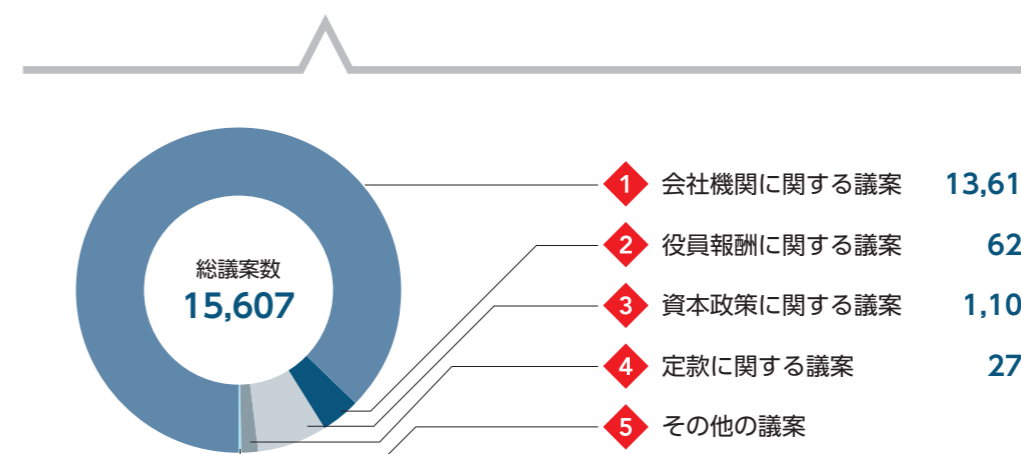 総議案数
15,607
1 会社機関に関する議案 13,61
2 役員報酬に関する議案 62
3 資本政策に関する議案 1,10
4 定款に関する議案 27
5 その他の議案